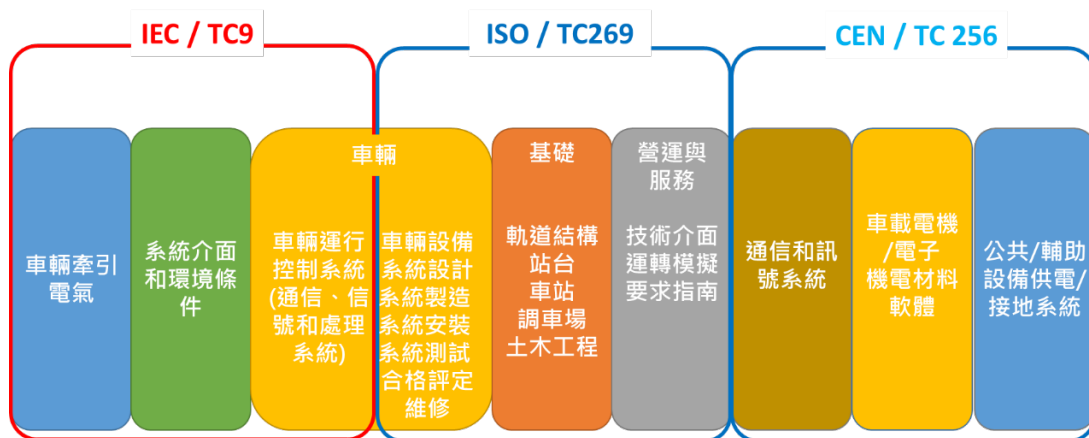 IEC / TC9
ISO / TC269
CEN / TC 256
車輛牽引
電氣
系統介面
和環境條
件
車輛
車輛運行
控制系統
(通信、信
號和處理
系統)
車輛設備
系統設計
系統製造
系統安裝
系統測試
合格評定
維修
基礎
軌道結構
站台
車站
調車場
土木工程
營運與
服務
技術介面
運轉模擬
要求指南
通信和訊
號系統
車載電機
/電子
機電材料
軟體
公共/輔助
設備供電/
接地系統